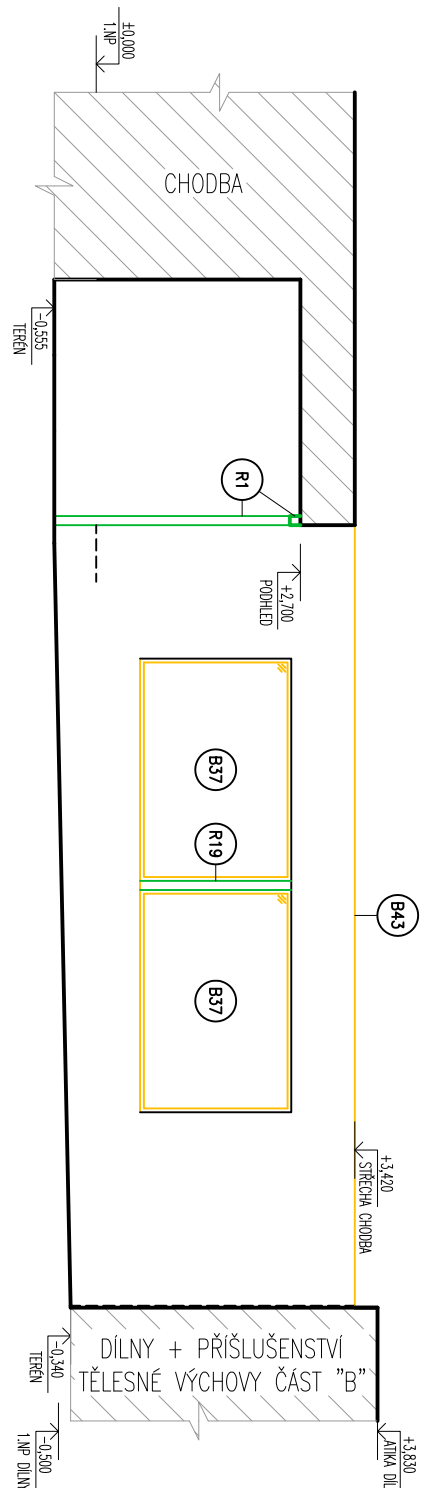 ±0,000
1.NP
CHODBA
-0,555
TERÉN
R1
+2,700
PODHLED
B37
R19
B43
B37
+3,420
STŘECHA CHODBA
DÍLNY + PŘÍŠLUŠENSTVÍ
TĚLESNÉ VÝCHOVY ČÁST "B"
-0,340
TERÉN
-0,500
1.NP DÍLNY
+3,830
ATIKA DÍL